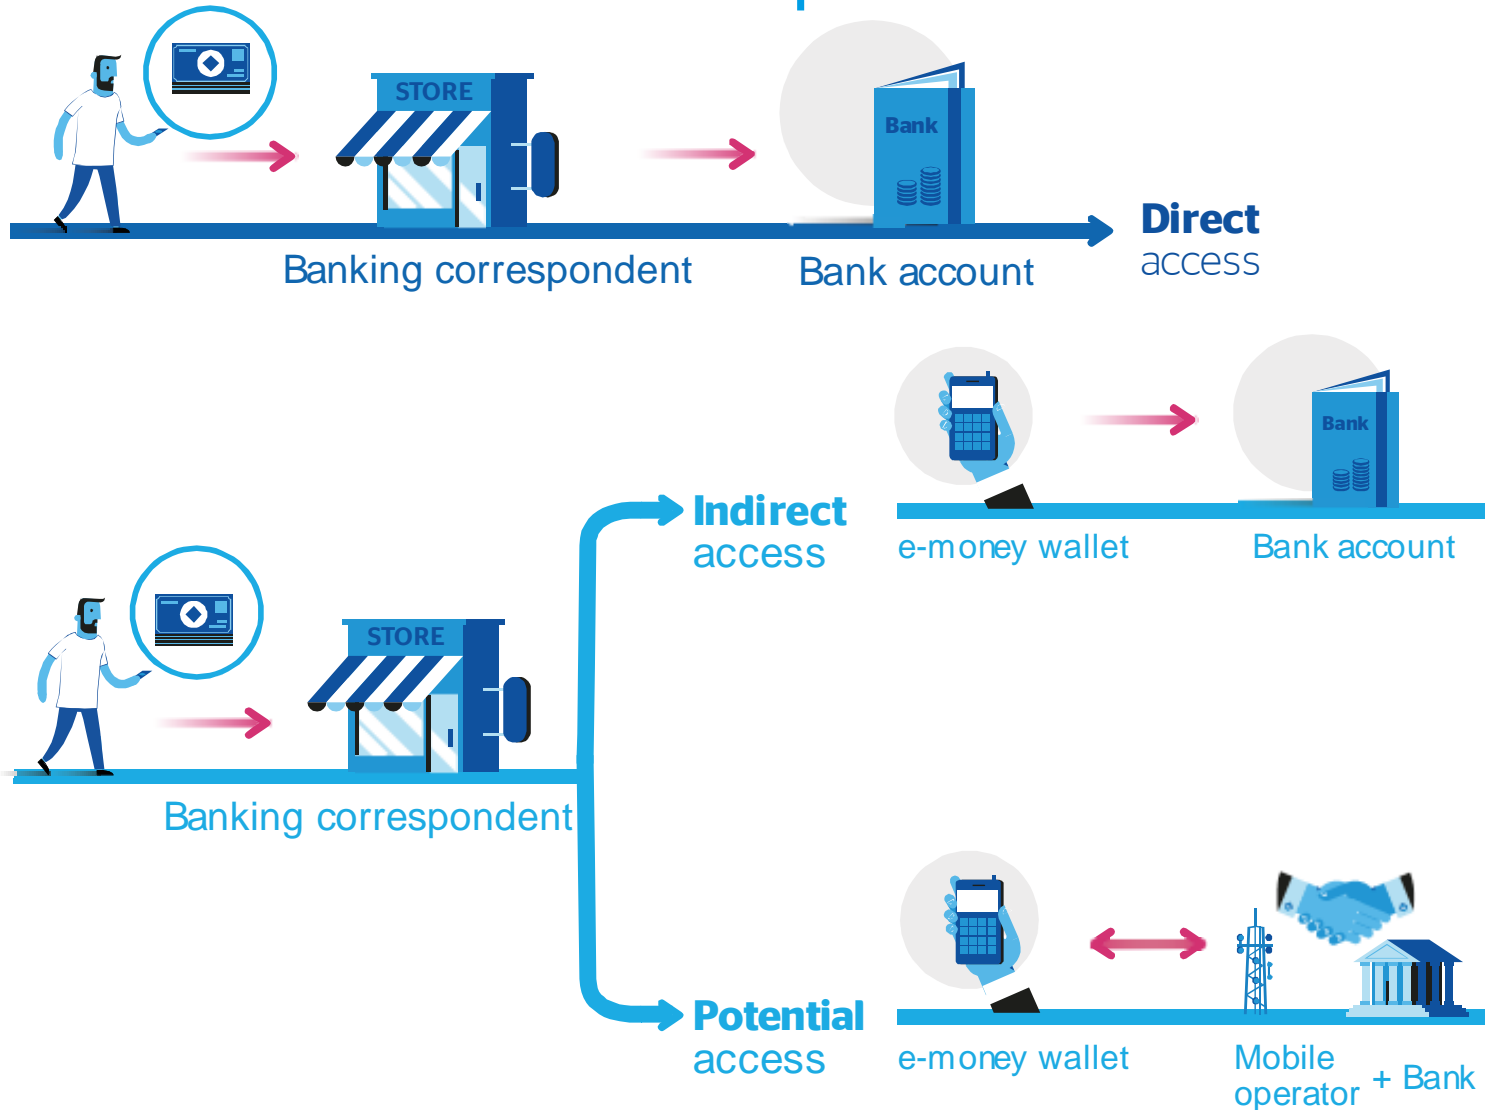 STORE
Bank
Direct
access
Banking correspondent
Bank account
Bank
Indirect
access
e-money wallet
Bank account
STORE
Banking correspondent
Potential
access
e-money wallet
Mobile
operator + Bank